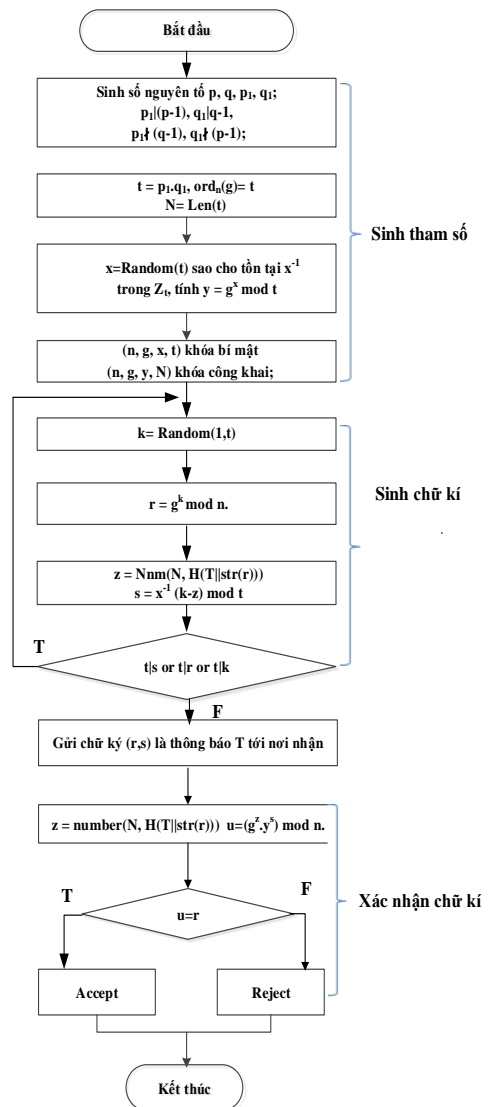 Bắt đầu
Sinh số nguyên tố p, q, p₁, q₁;
p₁|(p-1), q₁|q-1,
p₁ł (q-1), q₁ł (p-1);
t = p₁.q₁, ordₙ(g)= t
N= Len(t)
Sinh tham số
x=Random(t) sao cho tồn tại x⁻¹
trong Zₜ, tính y = gˣ mod t
(n, g, x, t) khóa bí mật
(n, g, y, N) khóa công khai;
k= Random(1,t)
Sinh chữ kí
r = gᵏ mod n.
z = Nnm(N, H(T||str(r)))
s = x⁻¹ (k-z) mod t
T
t|s or t|r or t|k
F
Gửi chữ ký (r,s) là thông báo T tới nơi nhận
z = number(N, H(T||str(r))) u=(gᶻ.yˢ) mod n.
Xác nhận chữ kí
T
F
u=r
Accept
Reject
Kết thúc